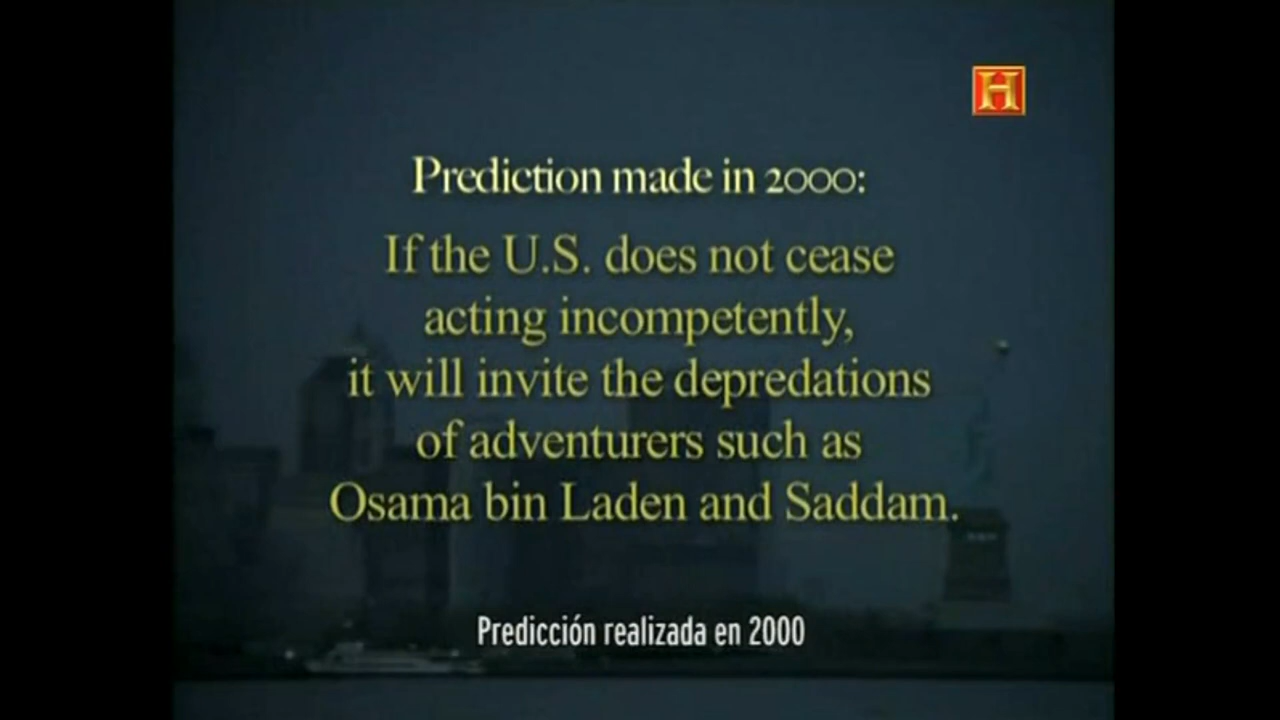 H
Prediction made in 2000:
If the U.S. does not cease
acting incompetently,
it will invite the depredations
of adventurers such as
Osama bin Laden and Saddam.
Predicción realizada en 2000